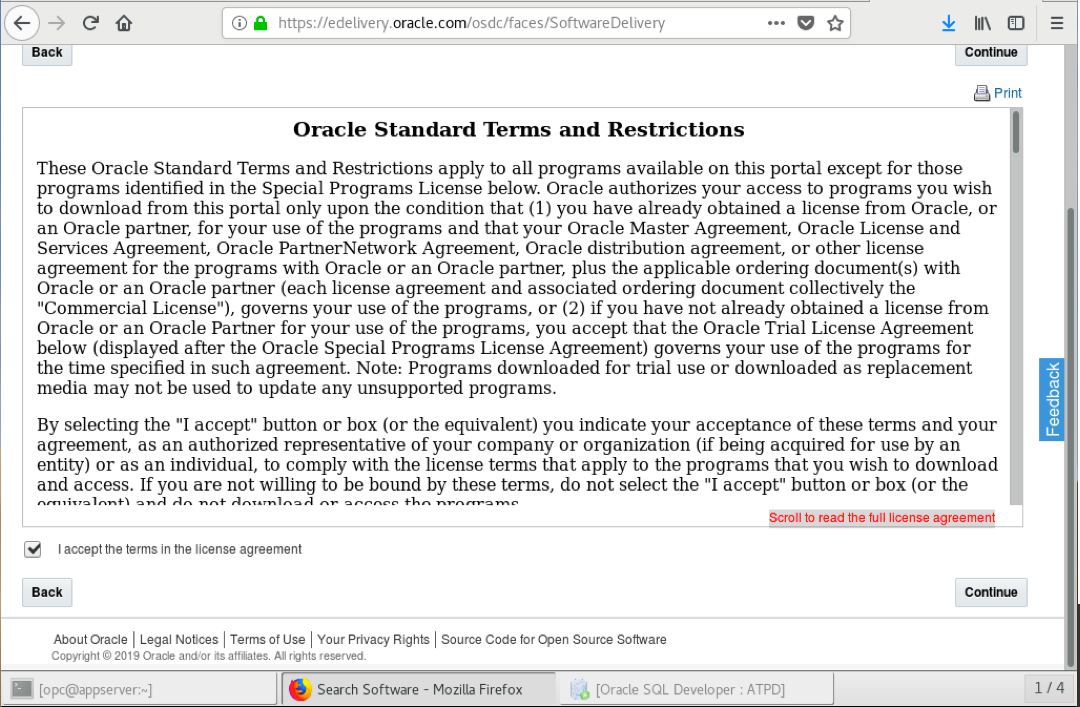 https://edelivery.oracle.com/osdc/faces/SoftwareDelivery
Back
Continue
Print
Oracle Standard Terms and Restrictions
These Oracle Standard Terms and Restrictions apply to all programs available on this portal except for those
programs identified in the Special Programs License below. Oracle authorizes your access to programs you wish
to download from this portal only upon the condition that (1) you have already obtained a license from Oracle, or
an Oracle partner, for your use of the programs and that your Oracle Master Agreement, Oracle License and
Services Agreement, Oracle PartnerNetwork Agreement, Oracle distribution agreement, or other license
agreement for the programs with Oracle or an Oracle partner, plus the applicable ordering document(s) with
Oracle or an Oracle partner (each license agreement and associated ordering document collectively the
"Commercial License"), governs your use of the programs, or (2) if you have not already obtained a license from
Oracle or an Oracle Partner for your use of the programs, you accept that the Oracle Trial License Agreement
below (displayed after the Oracle Special Programs License Agreement) governs your use of the programs for
the time specified in such agreement. Note: Programs downloaded for trial use or downloaded as replacement
media may not be used to update any unsupported programs.
By selecting the "I accept" button or box (or the equivalent) you indicate your acceptance of these terms and your
agreement, as an authorized representative of your company or organization (if being acquired for use by an
entity) or as an individual, to comply with the license terms that apply to the programs that you wish to download
and access. If you are not willing to be bound by these terms, do not select the "I accept" button or box (or the
equivalent) and do not download or access the programs.
Scroll to read the full license agreement
Feedback
I accept the terms in the license agreement
Back
Continue
About Oracle | Legal Notices | Terms of Use | Your Privacy Rights | Source Code for Open Source Software
Copyright © 2019 Oracle and/or its affiliates. All rights reserved.
[opc@appserver:~]
Search Software - Mozilla Firefox
[Oracle SQL Developer : ATPD]
1 / 4